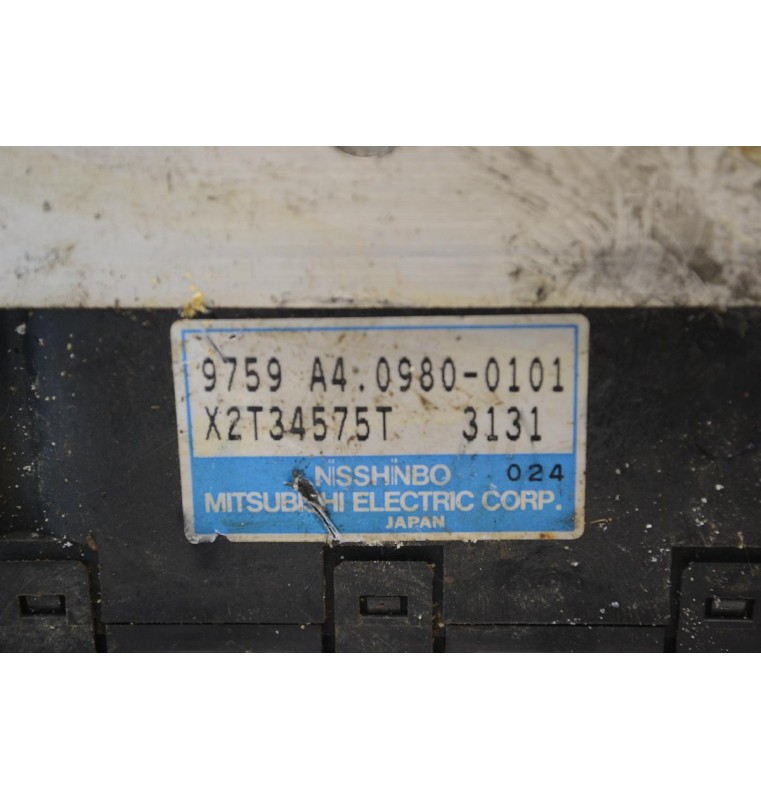 9759 A4.0980-0101
X2T34575T 3131
NiSSHiNBO 024
MITSUBISHI ELECTRIC CORP.
JAPAN